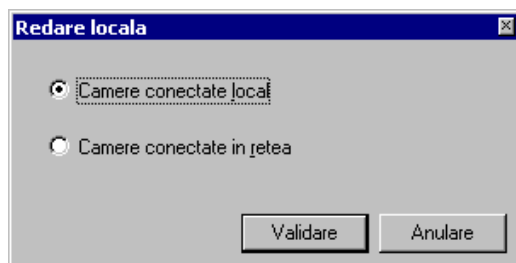 Redare locala
Camere conectate local
Camere conectate in retea
Validare Anulare